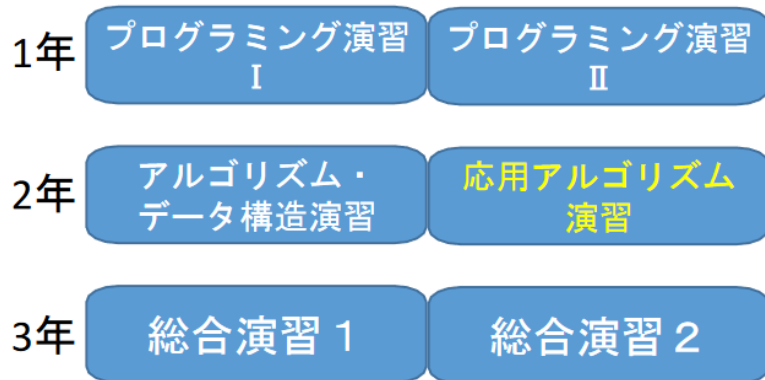 1年
プログラミング演習
Ⅰ
プログラミング演習
Ⅱ
2年
アルゴリズム・
データ構造演習
応用アルゴリズム
演習
3年
総合演習1
総合演習2